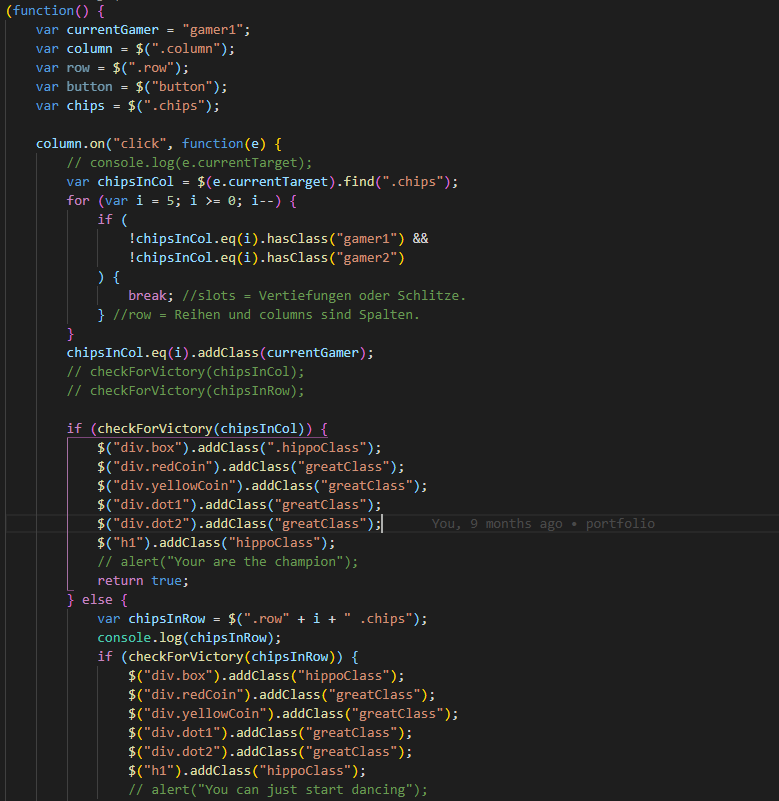 (function() {
    var currentGamer = "gamer1";
    var column = $(".column");
    var row = $(".row");
    var button = $("button");
    var chips = $(".chips");

    column.on("click", function(e) {
        // console.log(e.currentTarget);
        var chipsInCol = $(e.currentTarget).find(".chips");
        for (var i = 5; i >= 0; i--) {
            if (
                !chipsInCol.eq(i).hasClass("gamer1") &&
                !chipsInCol.eq(i).hasClass("gamer2")
            ) {
                break; //slots = Vertiefungen oder Schlitze.
            } //row = Reihen und columns sind Spalten.
        }
        chipsInCol.eq(i).addClass(currentGamer);
        // checkForVictory(chipsInCol);
        // checkForVictory(chipsInRow);

        if (checkForVictory(chipsInCol)) {
            $("div.box").addClass(".hippoClass");
            $("div.redCoin").addClass("greatClass");
            $("div.yellowCoin").addClass("greatClass");
            $("div.dot1").addClass("greatClass");
            $("div.dot2").addClass("greatClass"); You, 9 months ago • portfolio
            $("h1").addClass("hippoClass");
            // alert("Your are the champion");
            return true;
        } else {
            var chipsInRow = $(".row" + i + " .chips");
            console.log(chipsInRow);
            if (checkForVictory(chipsInRow)) {
                $("div.box").addClass("hippoClass");
                $("div.redCoin").addClass("greatClass");
                $("div.yellowCoin").addClass("greatClass");
                $("div.dot1").addClass("greatClass");
                $("div.dot2").addClass("greatClass");
                $("h1").addClass("hippoClass");
                // alert("You can just start dancing");